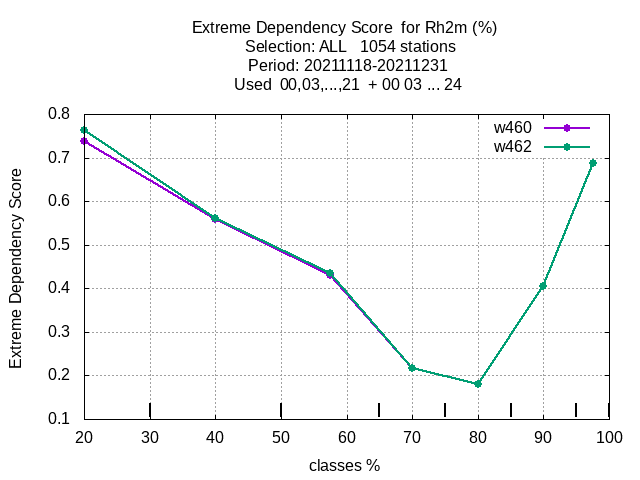 Extreme Dependency Score  for Rh2m (%)
Selection: ALL   1054 stations
Period: 20211118-20211231
Used  00,03,...,21  + 00 03 ... 24
w460
w462
Extreme Dependency Score
0.8
0.7
0.6
0.5
0.4
0.3
0.2
0.1
20 30 40 50 60 70 80 90 100
classes %